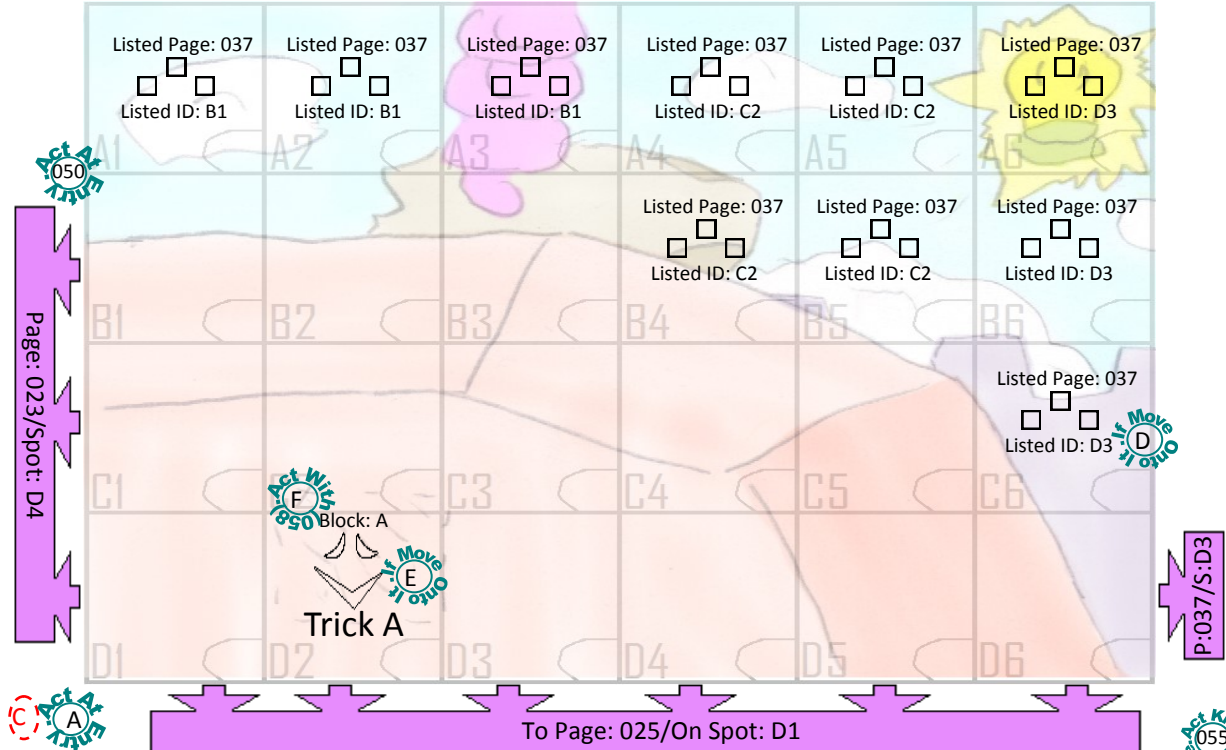 Listed Page: 037
Listed ID: B1
Listed Page: 037
Listed ID: B1
Listed Page: 037
Listed ID: B1
Listed Page: 037
Listed ID: C2
Listed Page: 037
Listed ID: C2
Listed Page: 037
Listed ID: D3
A1
A2
A3
A4
A5
6
Act At Entry
050
Listed Page: 037
Listed ID: C2
Listed Page: 037
Listed ID: C2
Listed Page: 037
Listed ID: D3
B1
B2
B3
B4
B5
B6
Page: 023/Spot: D4
Listed Page: 037
Listed ID: D3
If Move Onto It
D
C1
C3
C4
C5
C6
Act With (058)
F
Block: A
If Move Onto It
E
Trick A
D1
D2
D3
D4
D5
D6
P:037/S:D3
C
Act At Entry
A
To Page: 025/On Spot: D1
055